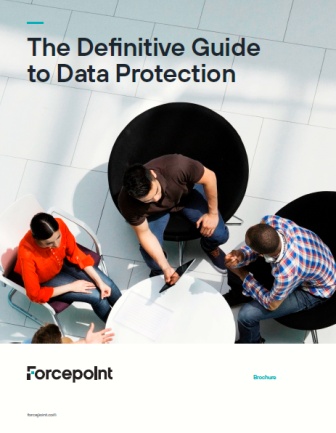 The Definitive Guide
to Data Protection
Forcepoint
Brochure
forcepoint.com